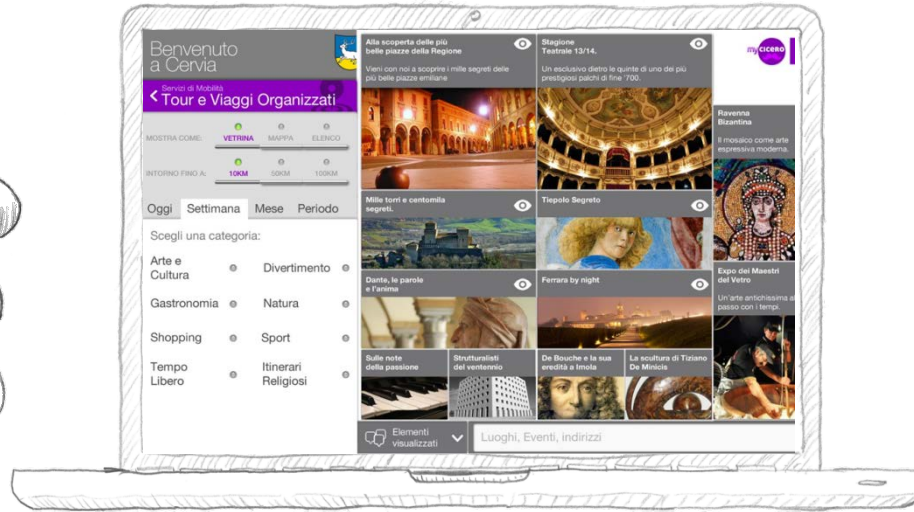 Benvenuto
a Cervia
Servizi di Mobilità
Tour e Viaggi Organizzati
MOSTRA COME:
VETRINA
MAPPA
ELENCO
INTORNO FINO A:
10KM
50KM
100KM
Oggi
Settimana
Mese
Periodo
Scegli una categoria:
Arte e
Cultura
Divertimento
Gastronomia
Natura
Shopping
Sport
Tempo
Libero
Itinerari
Religiosi
Alla scoperta delle più
belle piazze della Regione
Vieni con noi a scoprire i mille segreti delle
più belle piazze emiliane
Stagione
Teatrale 13/14.
Un esclusivo dietro le quinte di uno dei più
prestigiosi palchi di fine '700.
myCICERO
Ravenna
Bizantina
Il mosaico come arte
espressiva moderna.
Mille torri e centomila
segreti.
Tiepolo Segreto
Dante, le parole
e l'anima
Ferrara by night
Expo dei Maestri
del Vetro
Un'arte antichissima al
passo con i tempi.
Sulle note
della passione
Strutturalisti
del ventennio
De Bouche e la sua
eredità a Imola
La scultura di Tiziano
De Minicis
Elementi
visualizzati
Luoghi, Eventi, indirizzi